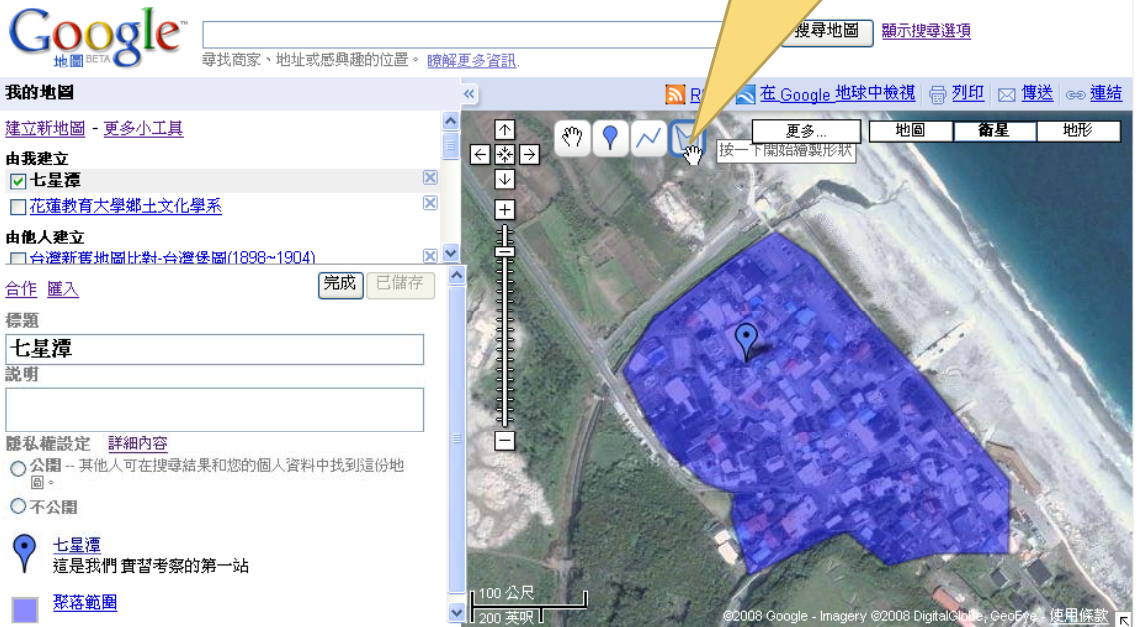 Google™
地圖 BETA
搜尋地圖 顯示搜尋選項
尋找商家、地址或感興趣的位置。 瞭解更多資訊.
我的地圖
« R 在 Google 地球中檢視 列印 傳送 連結
建立新地圖 - 更多小工具
更多... 地圖 衛星 地形
按一下開始繪製形狀
由我建立
七星潭
花蓮教育大學鄉土文化學系
由他人建立
台灣新舊地圖比對-台灣堡圖(1898~1904)
合作 匯入 完成 已儲存
標題
七星潭
說明
隱私權設定 詳細內容
公開 -- 其他人可在搜尋結果和您的個人資料中找到這份地
圖。
不公開
七星潭
這是我們實習考察的第一站
聚落範圍
100 公尺
200 英呎
©2008 Google - Imagery ©2008 DigitalGlobe, GeoEye - 使用條款